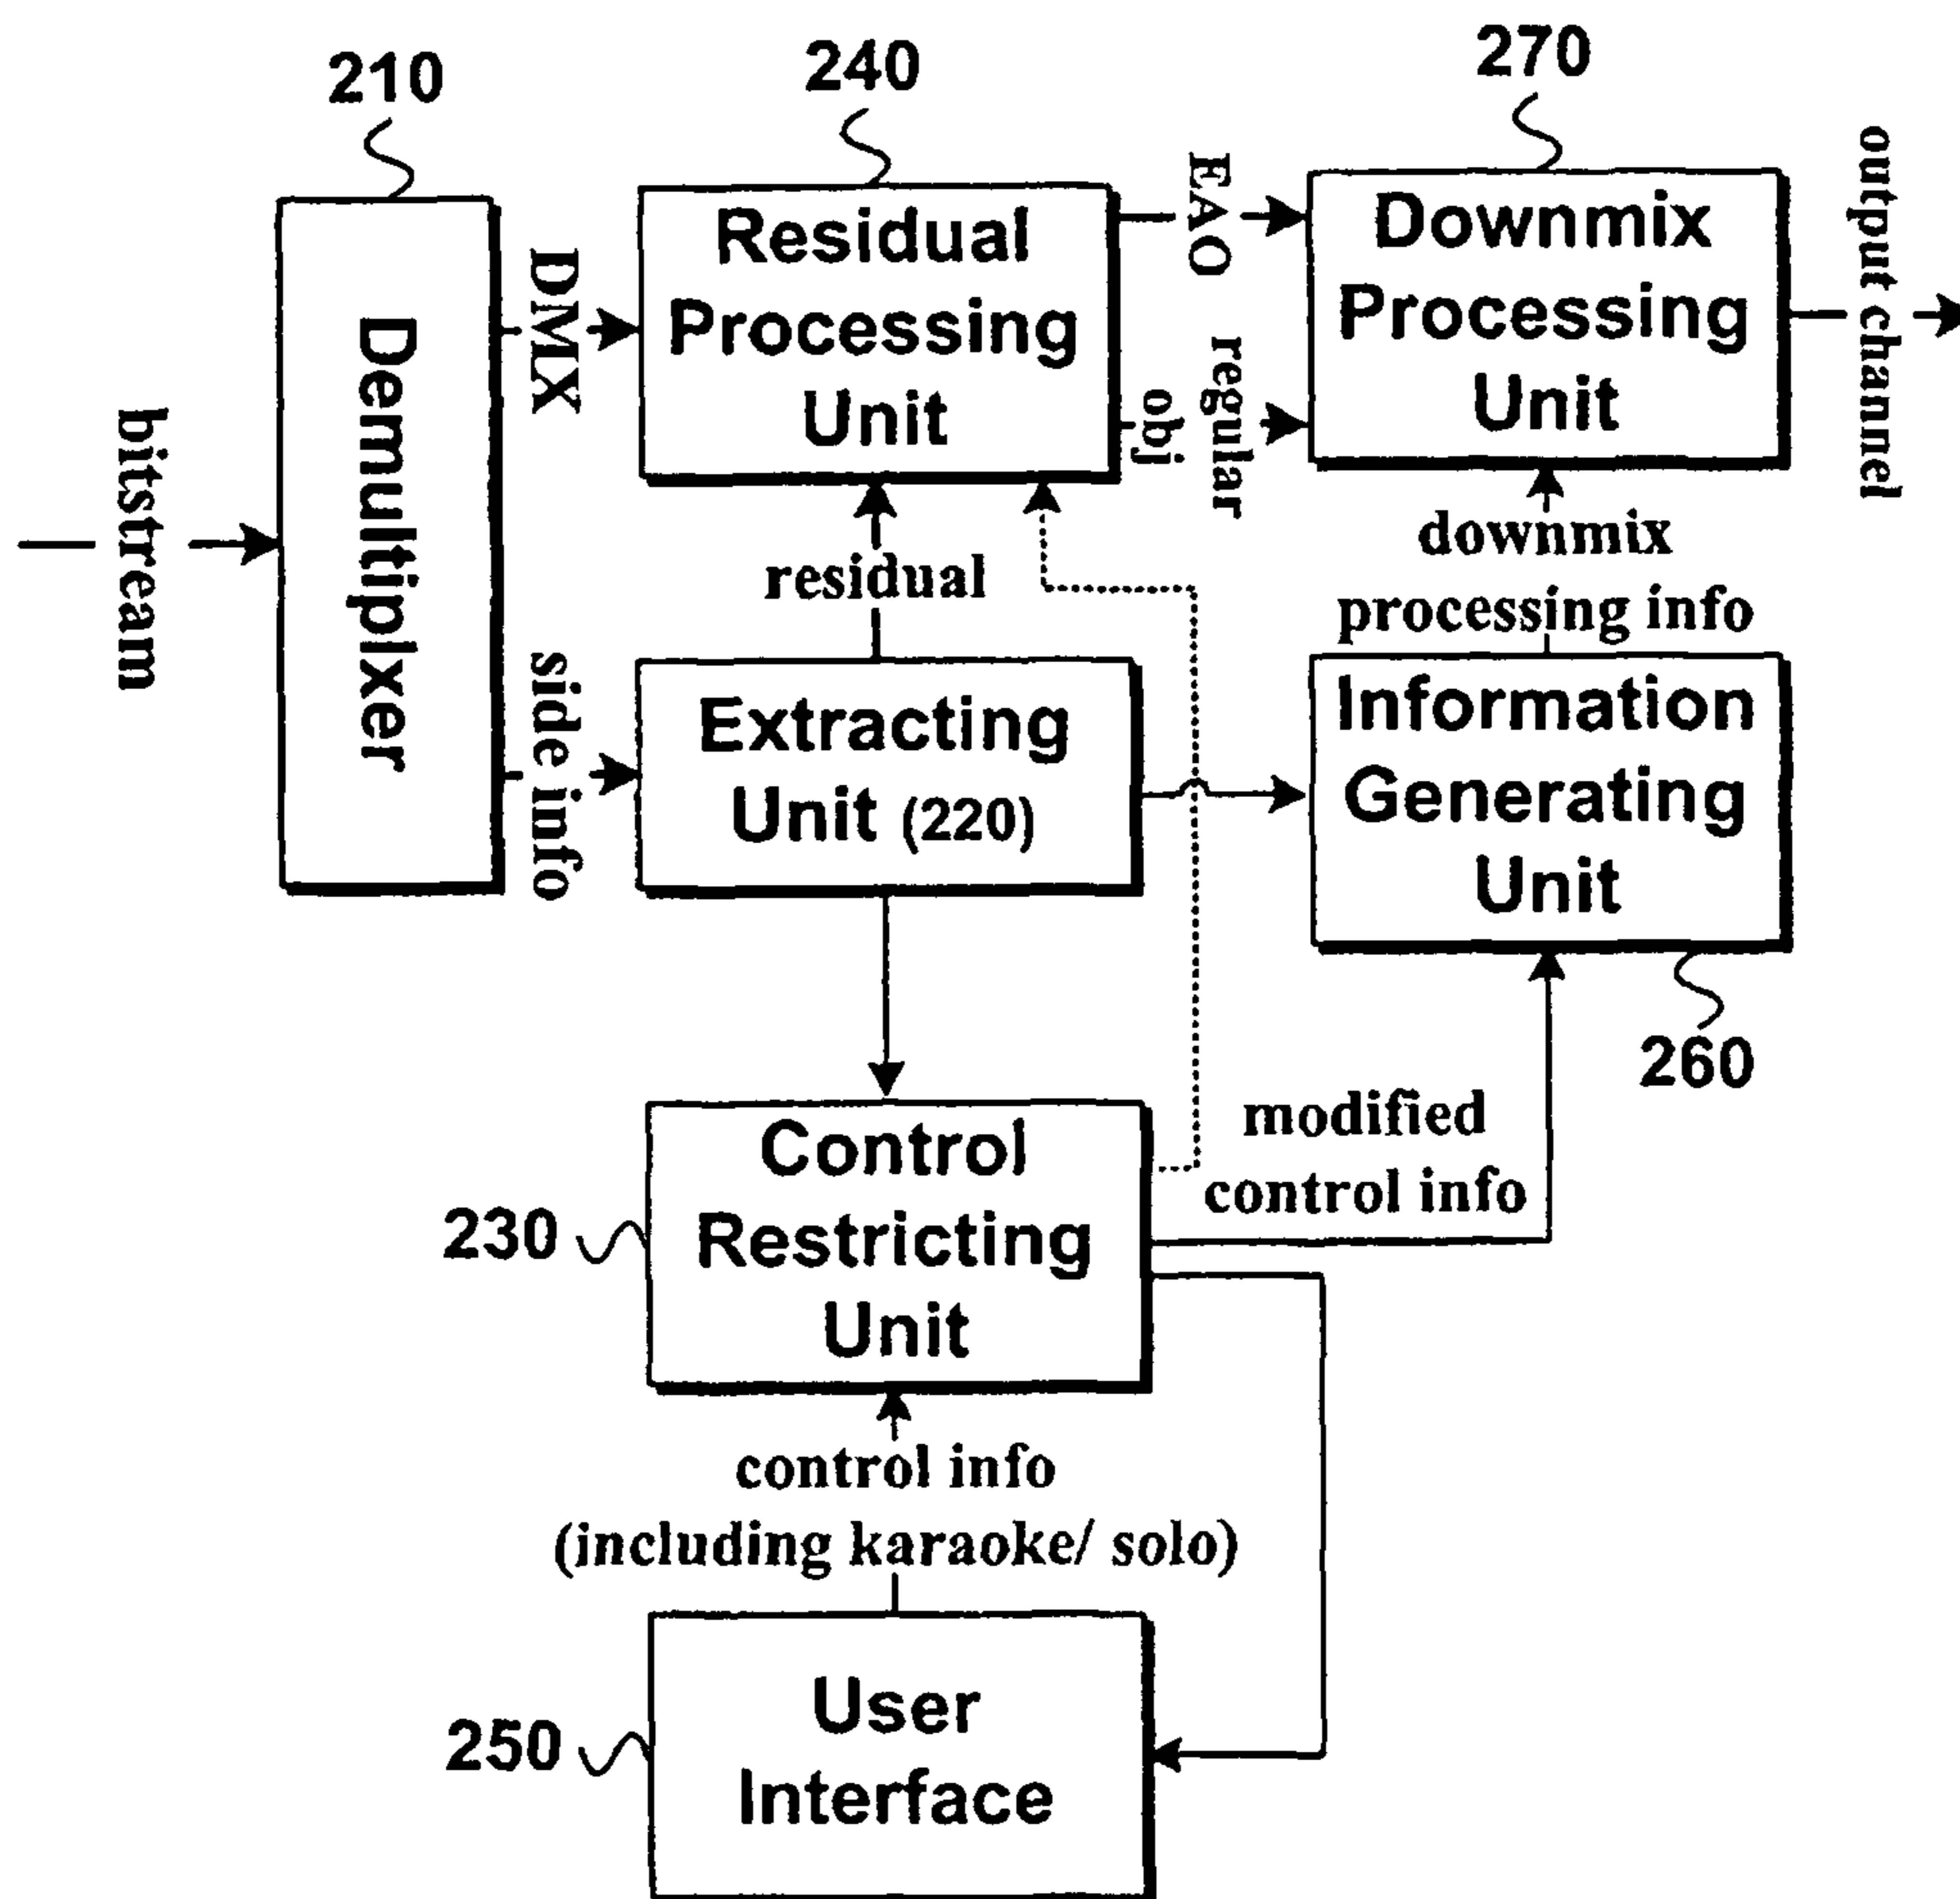 210
240
270
bitstream
Demultiplxer
DMX
side info
Residual
Processing
Unit
EAO
regular
obj
Downmix
Processing
Unit
output channel
residual
downmix
processing info
Extracting
Unit (220)
Information
Generating
Unit
260
Control
Restricting
Unit
230
modified
control info
control info
(including karaoke/ solo)
User
Interface
250